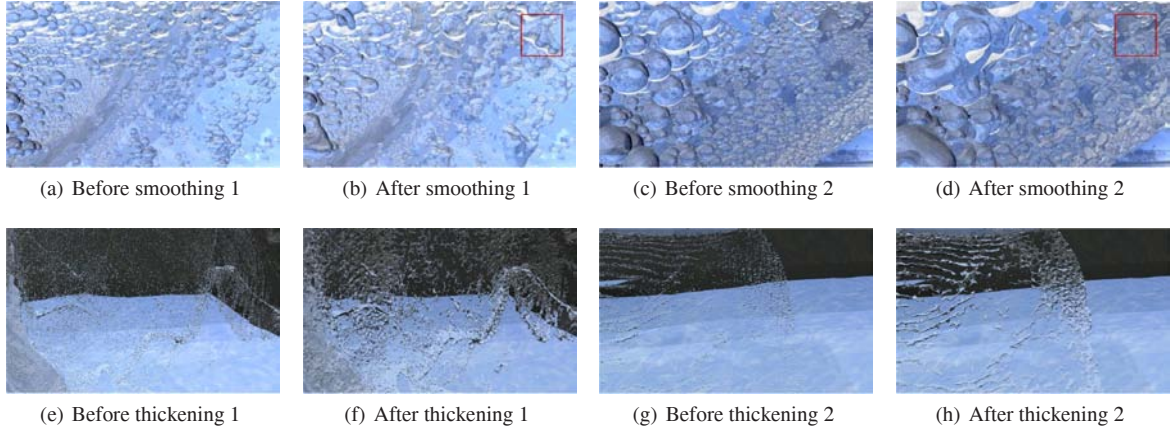 (a) Before smoothing 1
(b) After smoothing 1
(c) Before smoothing 2
(d) After smoothing 2
(e) Before thickening 1
(f) After thickening 1
(g) Before thickening 2
(h) After thickening 2